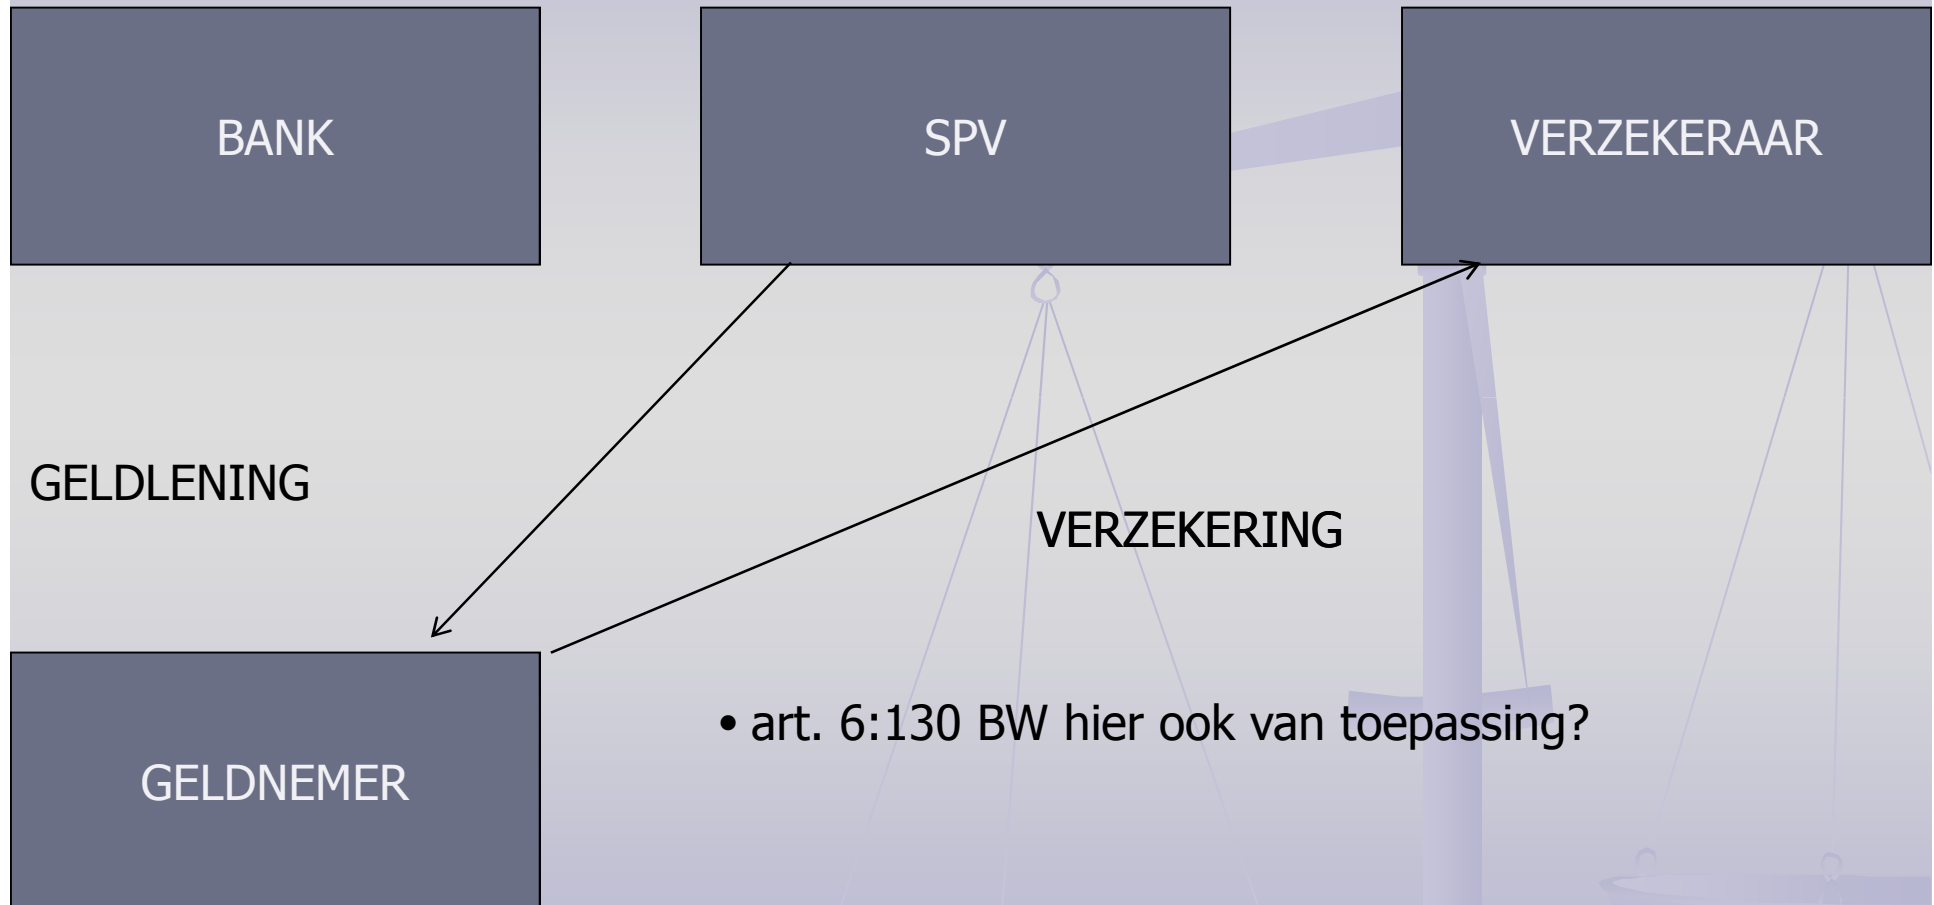 BANK
SPV
VERZEKERAAR
GELDLENING
VERZEKERING
• art. 6:130 BW hier ook van toepassing?
GELDNEMER